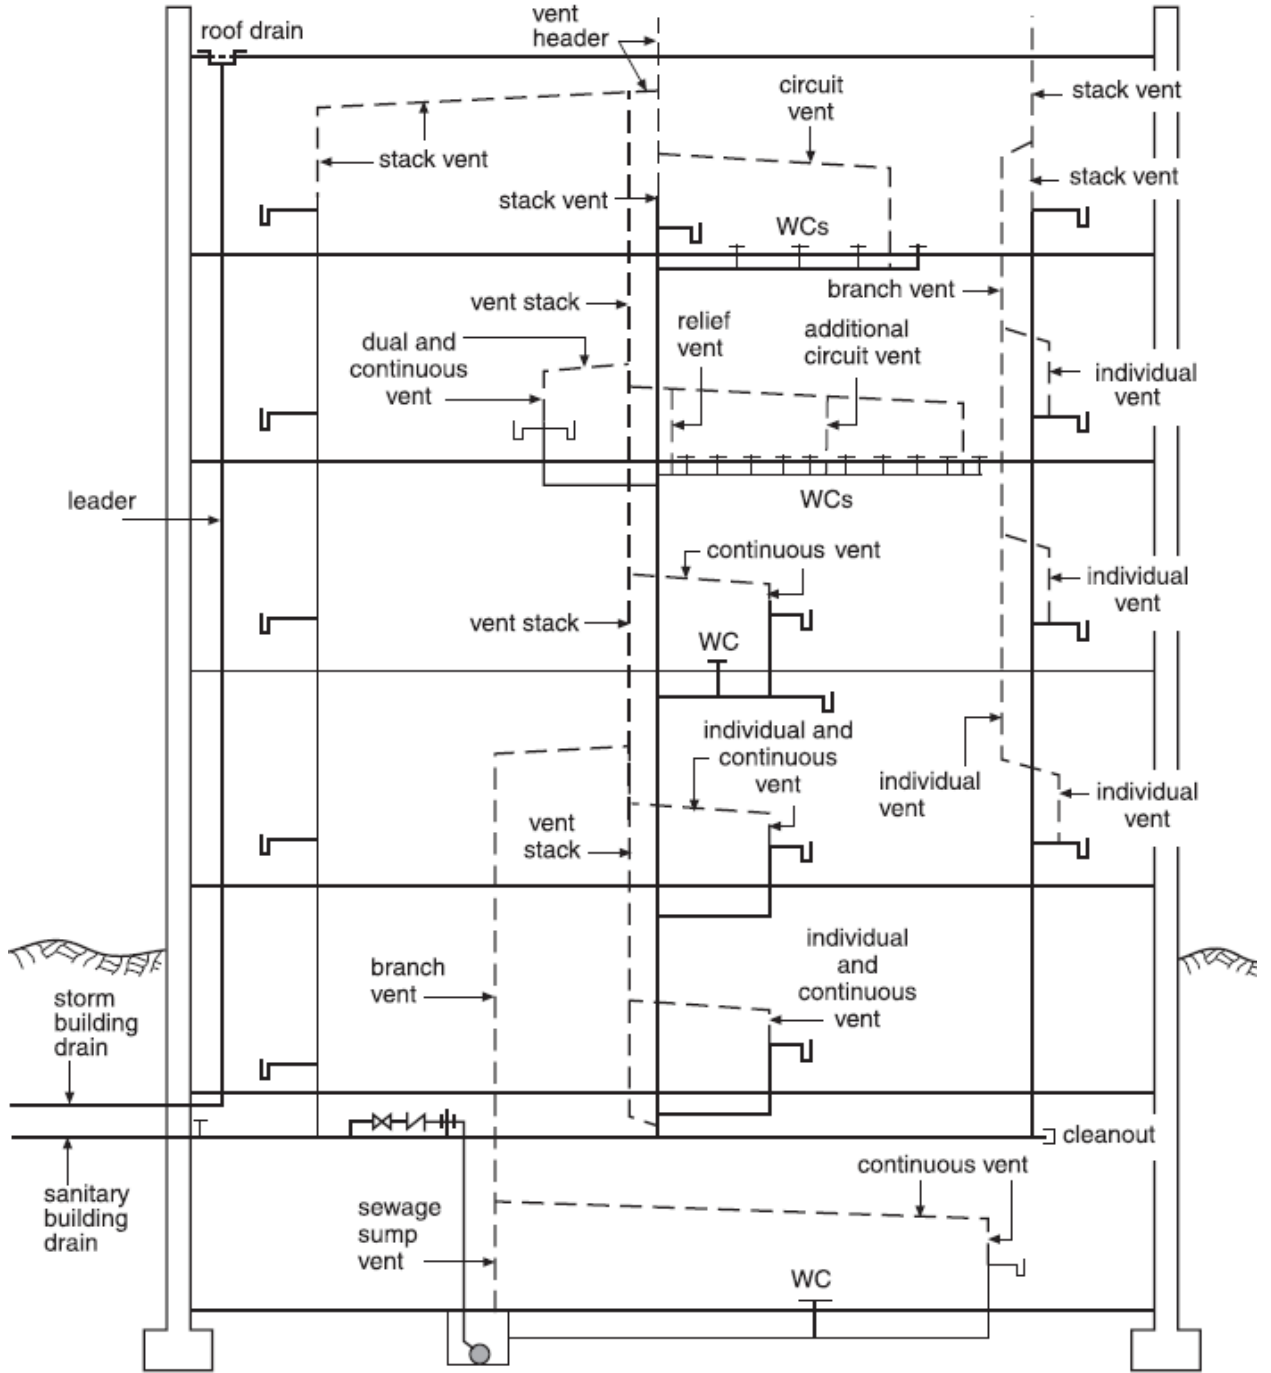 roof drain
vent
header
circuit
vent
stack vent
stack vent
stack vent
stack vent
WCs
vent stack
branch vent
relief
vent
additional
circuit vent
dual and
continuous
vent
individual
vent
leader
WCs
continuous vent
individual
vent
vent stack
WC
individual and
continuous
vent
individual
vent
individual
vent
vent
stack
individual
and
continuous
vent
branch
vent
storm
building
drain
cleanout
continuous vent
sanitary
building
drain
sewage
sump
vent
WC